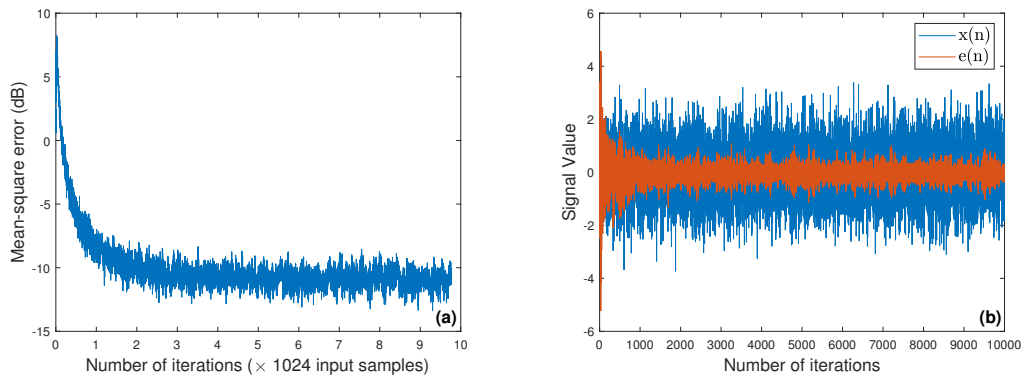 10
5
0
-5
-10
-15
Mean-square error (dB)
0 1 2 3 4 5 6 7 8 9 10
Number of iterations (× 1024 input samples)
(a)
6
4
2
0
-2
-4
-6
Signal Value
x(n)
e(n)
0 1000 2000 3000 4000 5000 6000 7000 8000 9000 10000
Number of iterations
(b)